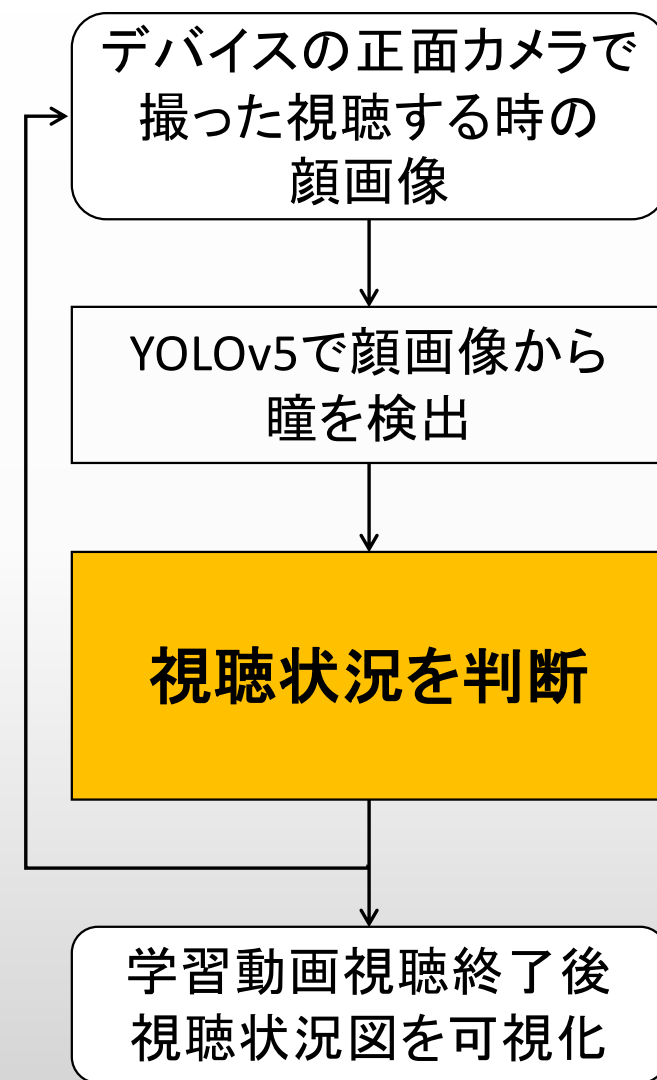 デバイスの正面カメラで
撮った視聴する時の
顔画像
YOLOv5で顔画像から
瞳を検出
視聴状況を判断
学習動画視聴終了後
視聴状況図を可視化